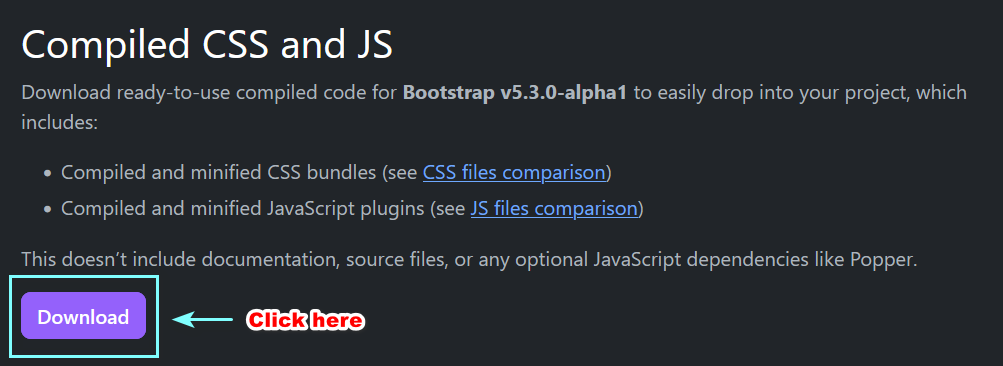 Compiled CSS and JS
Download ready-to-use compiled code for Bootstrap v5.3.0-alpha1 to easily drop into your project, which
includes:
• Compiled and minified CSS bundles (see CSS files comparison)
• Compiled and minified JavaScript plugins (see JS files comparison)
This doesn’t include documentation, source files, or any optional JavaScript dependencies like Popper.
Download Click here